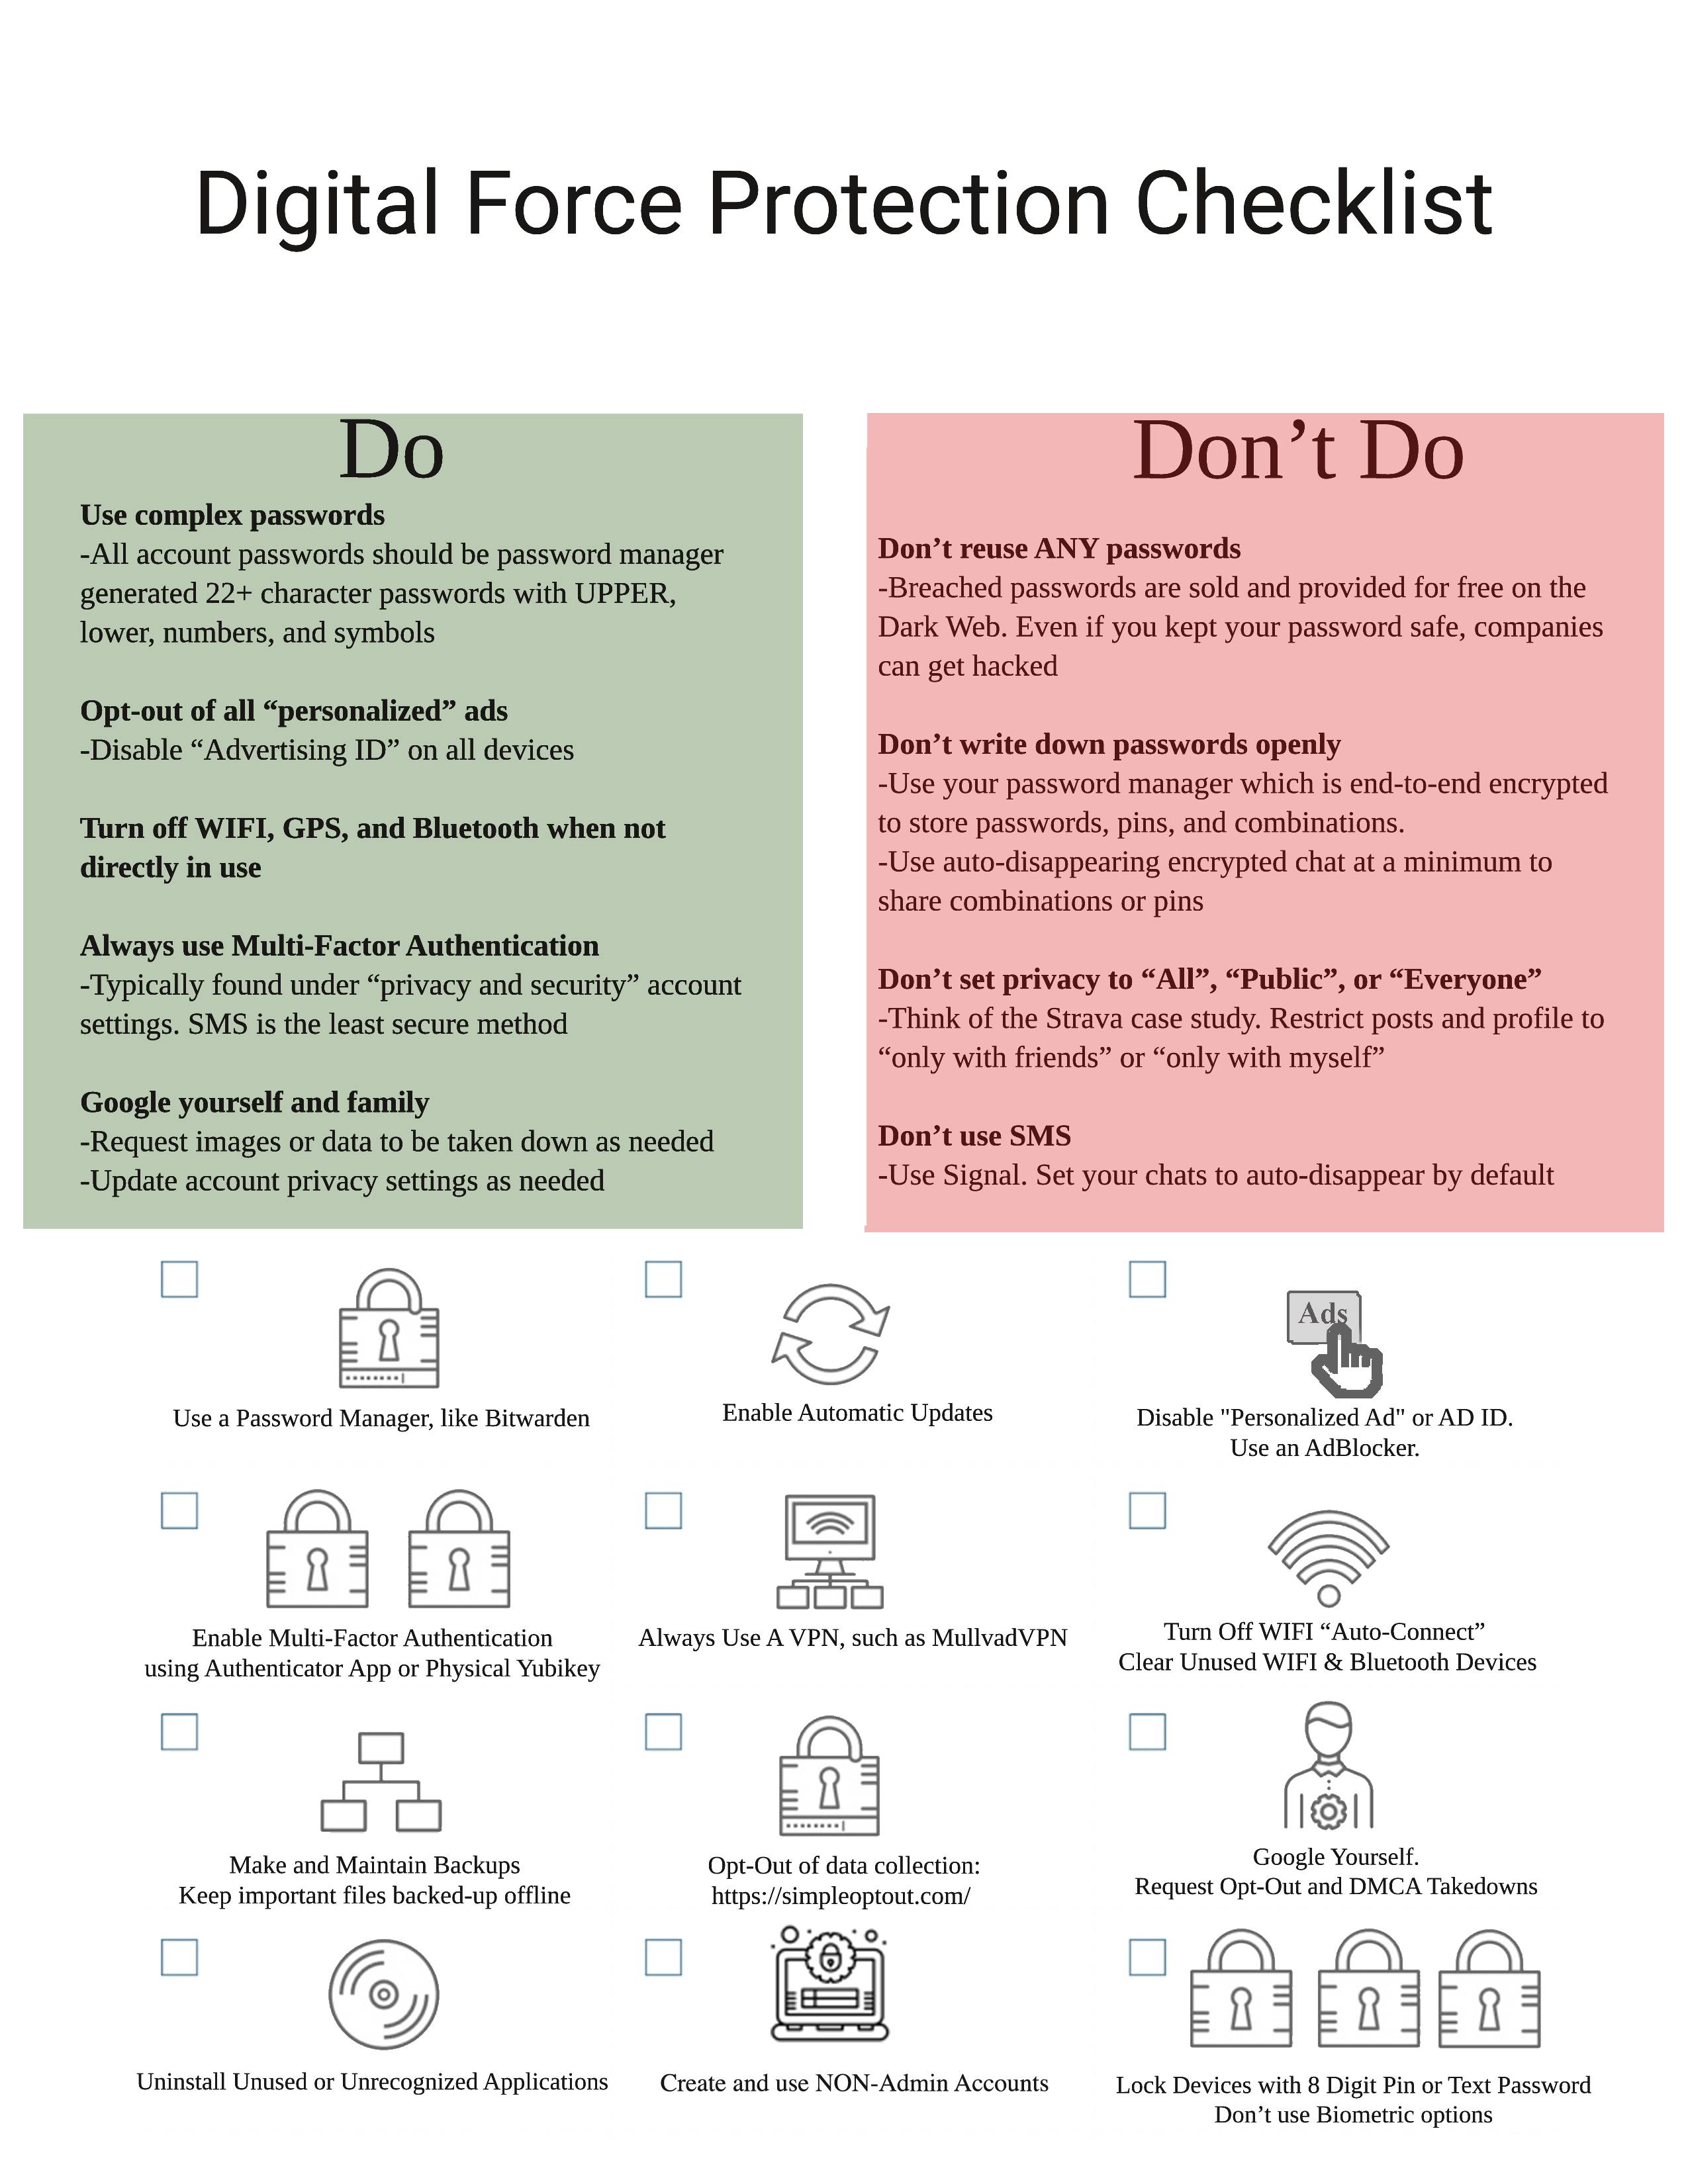 Digital Force Protection Checklist
Do
Use complex passwords
-All account passwords should be password manager
generated 22+ character passwords with UPPER,
lower, numbers, and symbols
Opt-out of all “personalized” ads
-Disable “Advertising ID” on all devices
Turn off WIFI, GPS, and Bluetooth when not
directly in use
Always use Multi-Factor Authentication
-Typically found under “privacy and security” account
settings. SMS is the least secure method
Google yourself and family
-Request images or data to be taken down as needed
-Update account privacy settings as needed
Don’t Do
Don’t reuse ANY passwords
-Breached passwords are sold and provided for free on the
Dark Web. Even if you kept your password safe, companies
can get hacked
Don’t write down passwords openly
-Use your password manager which is end-to-end encrypted
to store passwords, pins, and combinations.
-Use auto-disappearing encrypted chat at a minimum to
share combinations or pins
Don’t set privacy to “All”, “Public”, or “Everyone”
-Think of the Strava case study. Restrict posts and profile to
“only with friends” or “only with myself”
Don’t use SMS
-Use Signal. Set your chats to auto-disappear by default
Use a Password Manager, like Bitwarden
Enable Automatic Updates
Ads
Disable "Personalized Ad" or AD ID.
Use an AdBlocker.
Enable Multi-Factor Authentication
using Authenticator App or Physical Yubikey
Always Use A VPN, such as MullvadVPN
Turn Off WIFI “Auto-Connect”
Clear Unused WIFI & Bluetooth Devices
Make and Maintain Backups
Keep important files backed-up offline
Opt-Out of data collection:
https://simpleoptout.com/
Google Yourself.
Request Opt-Out and DMCA Takedowns
Uninstall Unused or Unrecognized Applications
Create and use NON-Admin Accounts
Lock Devices with 8 Digit Pin or Text Password
Don’t use Biometric options